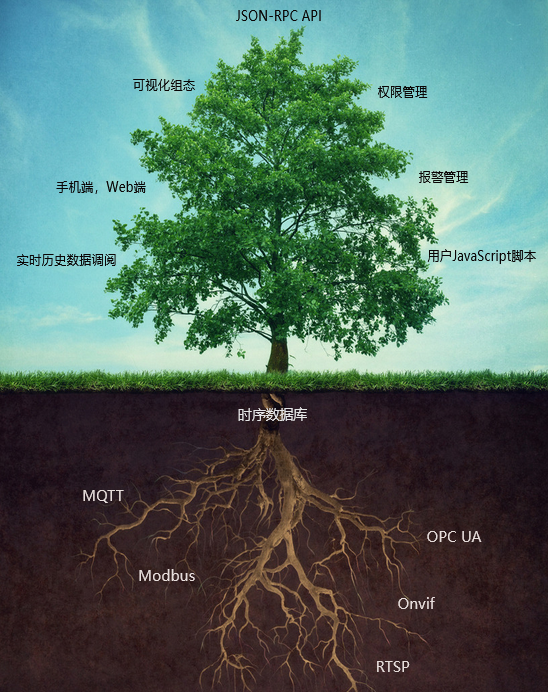 JSON-RPC API
可视化组态
权限管理
报警管理
手机端，Web端
用户JavaScript脚本
实时历史数据调阅
时序数据库
MQTT
OPC UA
Modbus
Onvif
RTSP